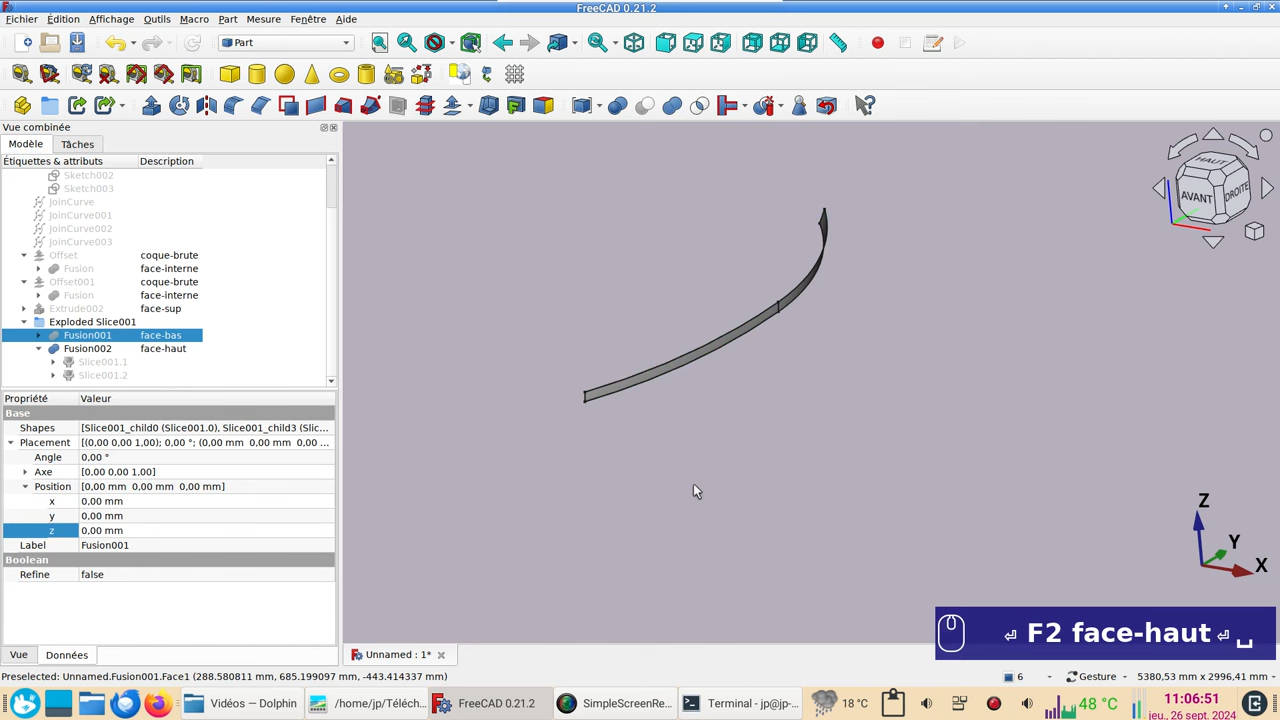 FreeCAD 0.21.2
Fichier Édition Affichage Outils Macro Part Mesure Fenêtre Aide
Part
Vue combinée
Modèle Tâches
Étiquettes & attributs Description
Sketch002
Sketch003
JoinCurve
JoinCurve001
JoinCurve002
JoinCurve003
Offset coque-brute
Fusion face-interne
Offset001 coque-brute
Fusion face-interne
Extrude002 face-sup
Exploded Slice001
Fusion001 face-bas
Fusion002 face-haut
Slice001.1
Slice001.2
Propriété Valeur
Base
Shapes [Slice001_child0 (Slice001.0), Slice001_child3 (Slic...
Placement [(0,00 0,00 1,00); 0,00 °; (0,00 mm 0,00 mm 0,00 ...
Angle 0,00 °
Axe [0,00 0,00 1,00]
Position [0,00 mm 0,00 mm 0,00 mm]
x 0,00 mm
y 0,00 mm
z 0,00 mm
Label Fusion001
Boolean
Refine false
Vue Données
HAUT
AVANT DROITE
Z
Y
X
⏎ F2 face-haut ⏎ ␣
Unnamed : 1*
Preselected: Unnamed.Fusion001.Face1 (288.580811 mm, 685.199097 mm, -443.414337 mm)
6 Gesture 5380,53 mm x 2996,41 mm
Vidéos — Dolphin /home/jp/Téléch... FreeCAD 0.21.2 SimpleScreenRe... Terminal - jp@jp-... 18 °C 48 °C 11:06:51
jeu., 26 sept. 2024